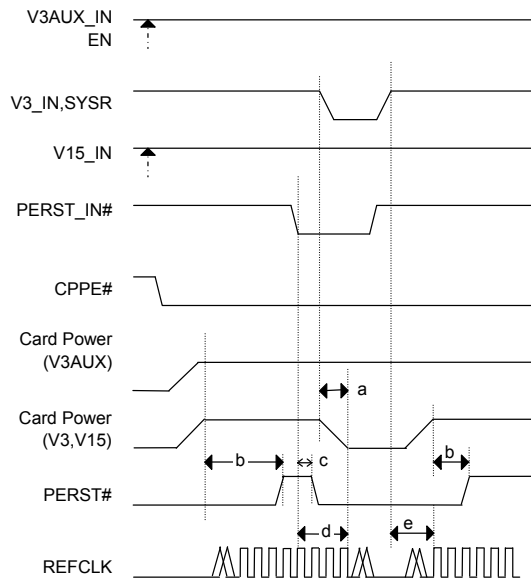 V3AUX_IN
EN
V3_IN,SYSR
V15_IN
PERST_IN#
CPPE#
Card Power
(V3AUX)
a
Card Power
(V3,V15)
b
c
b
PERST#
d
e
REFCLK